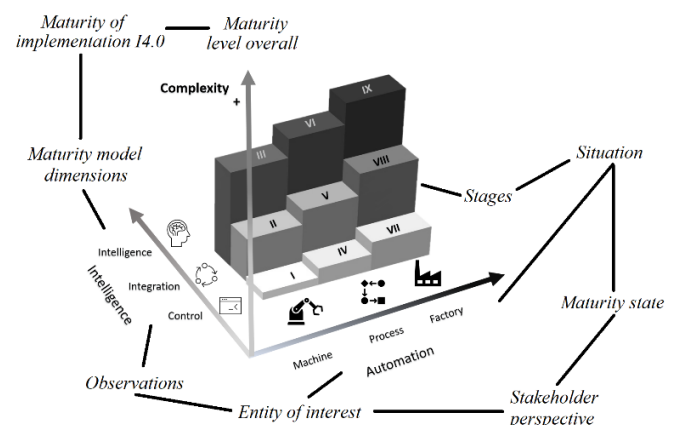 Maturity of
implementation I4.0
Maturity
level overall
Complexity
+
IX
VI
III
VIII
V
II
VII
IV
I
Maturity model
dimensions
Situation
Stages
Intelligence
Integration
Control
Intelligence
Machine
Process
Factory
Automation
Maturity state
Observations
Entity of interest
Stakeholder
perspective